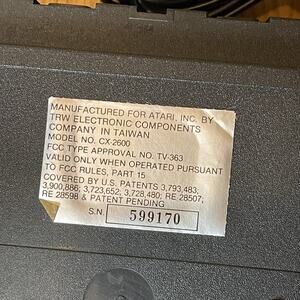 MANUFACTURED FOR ATARI, INC. BY
TRW ELECTRONIC COMPONENTS
COMPANY IN TAIWAN
MODEL NO. CX-2600
FCC TYPE APPROVAL NO. TV-363
VALID ONLY WHEN OPERATED PURSUANT
TO FCC RULES, PART 15
COVERED BY U.S. PATENTS 3,793,483;
3,900,886; 3,723,652; 3,728,480; RE 28507;
RE 28598 & PATENT PENDING
S.N. 599170